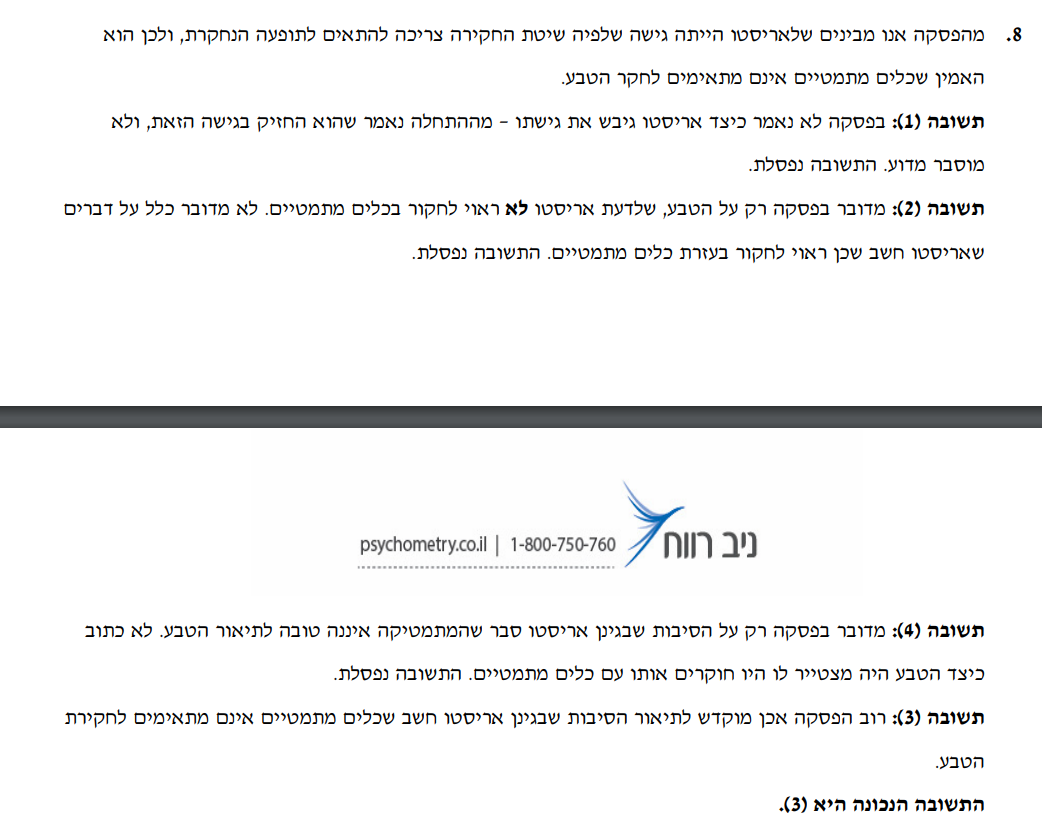 8. מהפסקה אנו מבינים שלאריסטו הייתה גישה שלפיה שיטת החקירה צריכה להתאים לתופעה הנחקרת, ולכן הוא
האמין שכלים מתמטיים אינם מתאימים לחקר הטבע.
תשובה (1): בפסקה לא נאמר כיצד אריסטו גיבש את גישתו – מההתחלה נאמר שהוא החזיק בגישה הזאת, ולא
מוסבר מדוע. התשובה נפסלת.
תשובה (2): מדובר בפסקה רק על הטבע, שלדעת אריסטו לא ראוי לחקור בכלים מתמטיים. לא מדובר כלל על דברים
שאריסטו חשב שכן ראוי לחקור בעזרת כלים מתמטיים. התשובה נפסלת.
ניב רווח
psychometry.co.il | 1-800-750-760
תשובה (4): מדובר בפסקה רק על הסיבות שבגינן אריסטו סבר שהמתמטיקה איננה טובה לתיאור הטבע. לא כתוב
כיצד הטבע היה מצטייר לו היו חוקרים אותו עם כלים מתמטיים. התשובה נפסלת.
תשובה (3): רוב הפסקה אכן מוקדש לתיאור הסיבות שבגינן אריסטו חשב שכלים מתמטיים אינם מתאימים לחקירת
הטבע.
התשובה הנכונה היא (3).